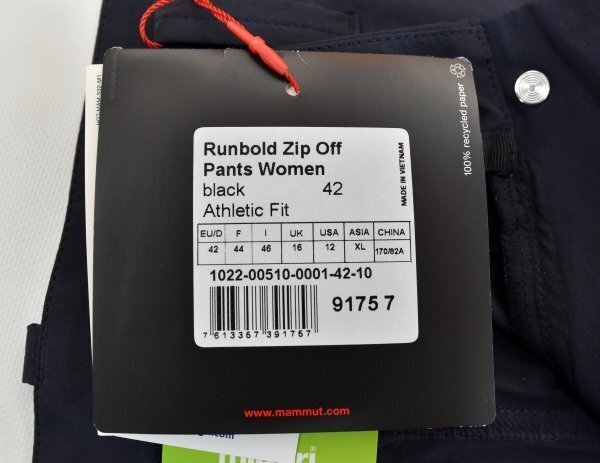 100% recycled paper
Runbold Zip Off
Pants Women
black 42
Athletic Fit
MADE IN VIETNAM
EU/D F I UK USA ASIA CHINA
42 44 46 16 12 XL 170/82A
1022-00510-0001-42-10
9175 7
7 613357 391767
www.mammut.com